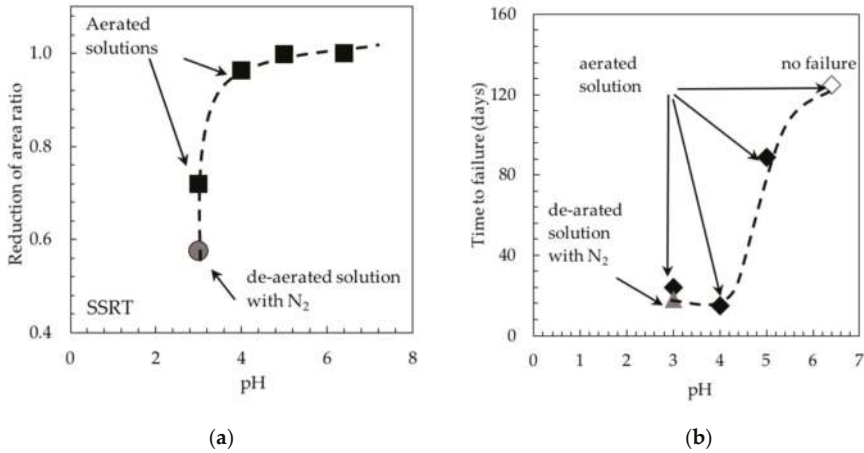 Aerated
solutions
Reduction of area ratio
1.0
0.8
0.6
0.4
de-aerated solution
with N₂
SSRT
0
2
4
6
8
pH
(a)
Time to failure (days)
160
120
80
40
0
aerated
solution
no failure
de-arated
solution
with N₂
0
1
2
3
4
5
6
7
pH
(b)